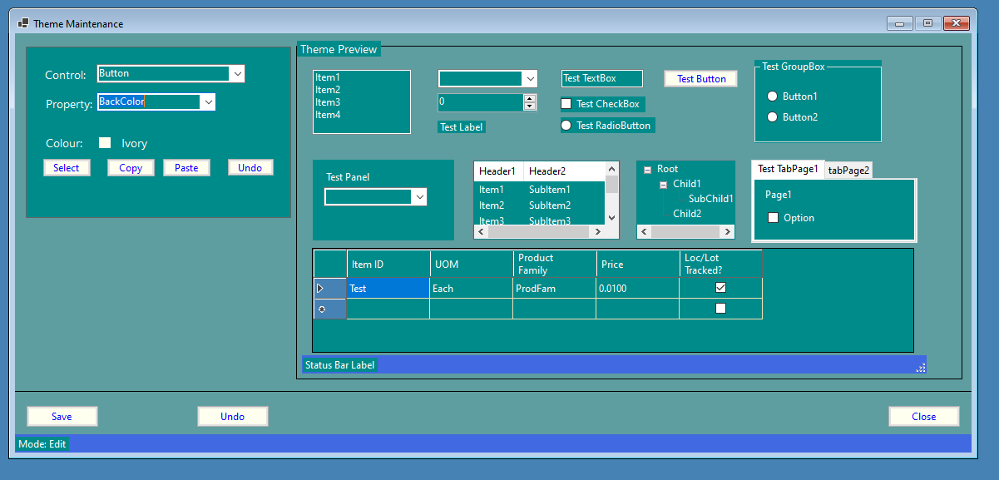 Theme Maintenance
Control: Button
Property: BackColor
Colour: Ivory
Select Copy Paste Undo
Theme Preview
Item1
Item2
Item3
Item4
0
Test Label
Test TextBox
Test CheckBox
Test RadioButton
Test Button
Test GroupBox
Button1
Button2
Test Panel
Header1 Header2
Item1 SubItem1
Item2 SubItem2
Item3 SubItem3
Root
Child1
SubChild1
Child2
Test TabPage1 tabPage2
Page1
Option
Item ID UOM Product Family Price Loc/Lot Tracked?
Test Each ProdFam 0.0100
Status Bar Label
Save Undo Close
Mode: Edit